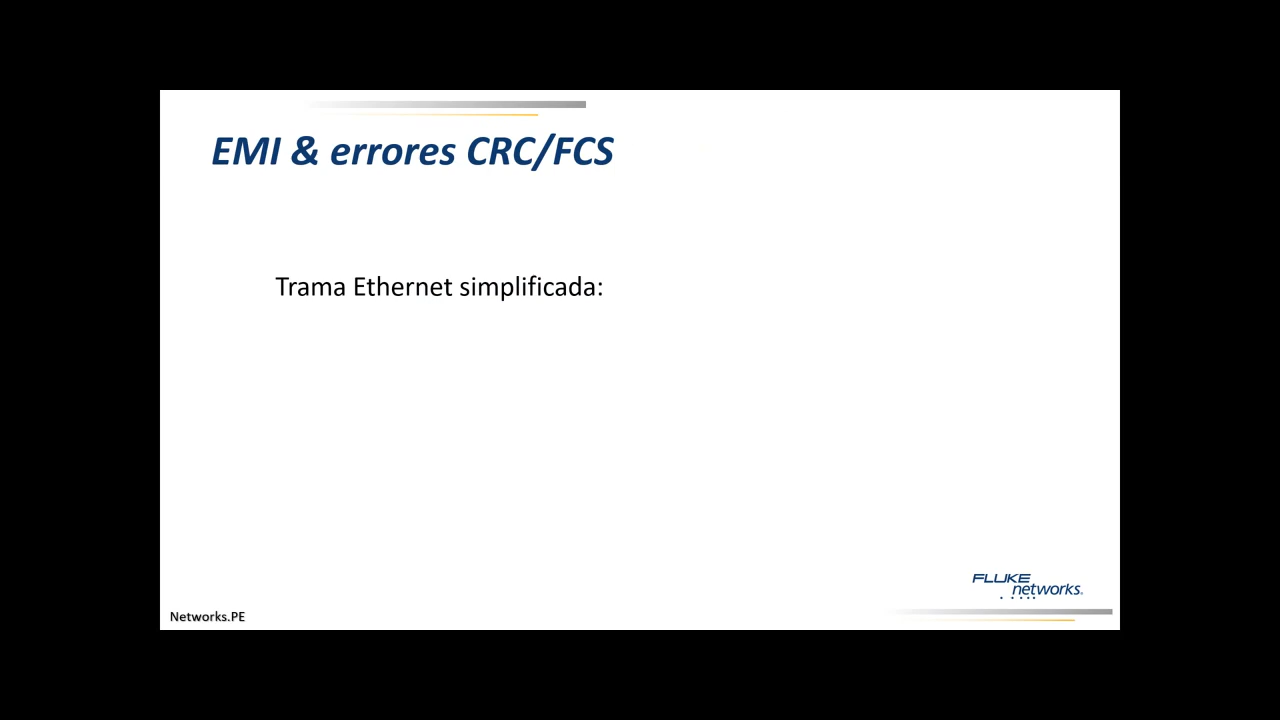 EMI & errores CRC/FCS
Trama Ethernet simplificada:
FLUKE
networks.
Networks.PE